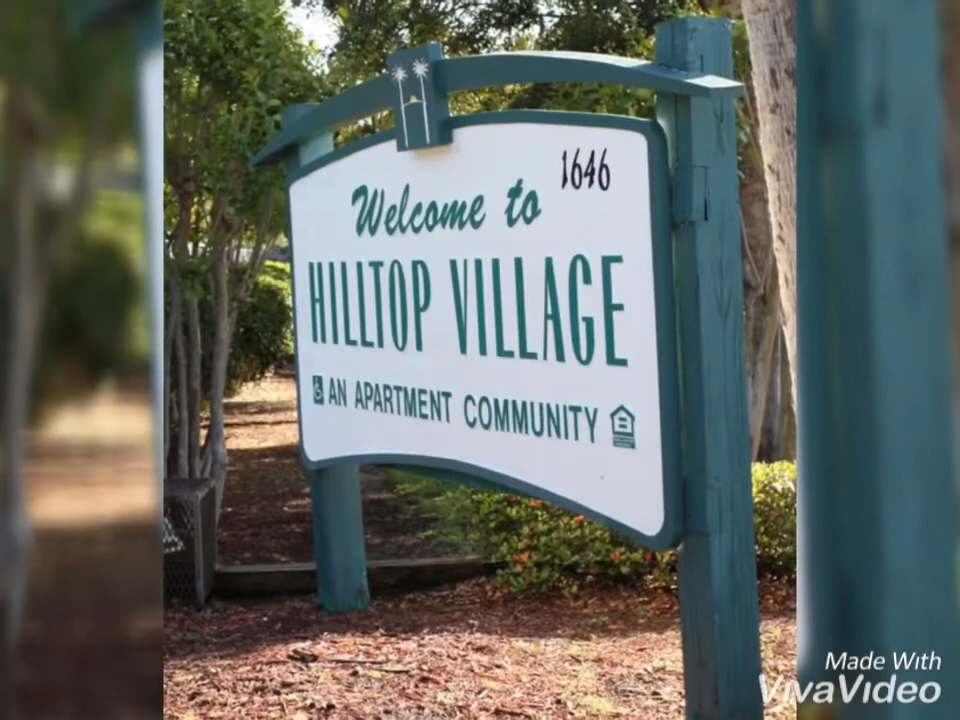 1646
Welcome to
HILLTOP VILLAGE
AN APARTMENT COMMUNITY
Made With
VivaVideo